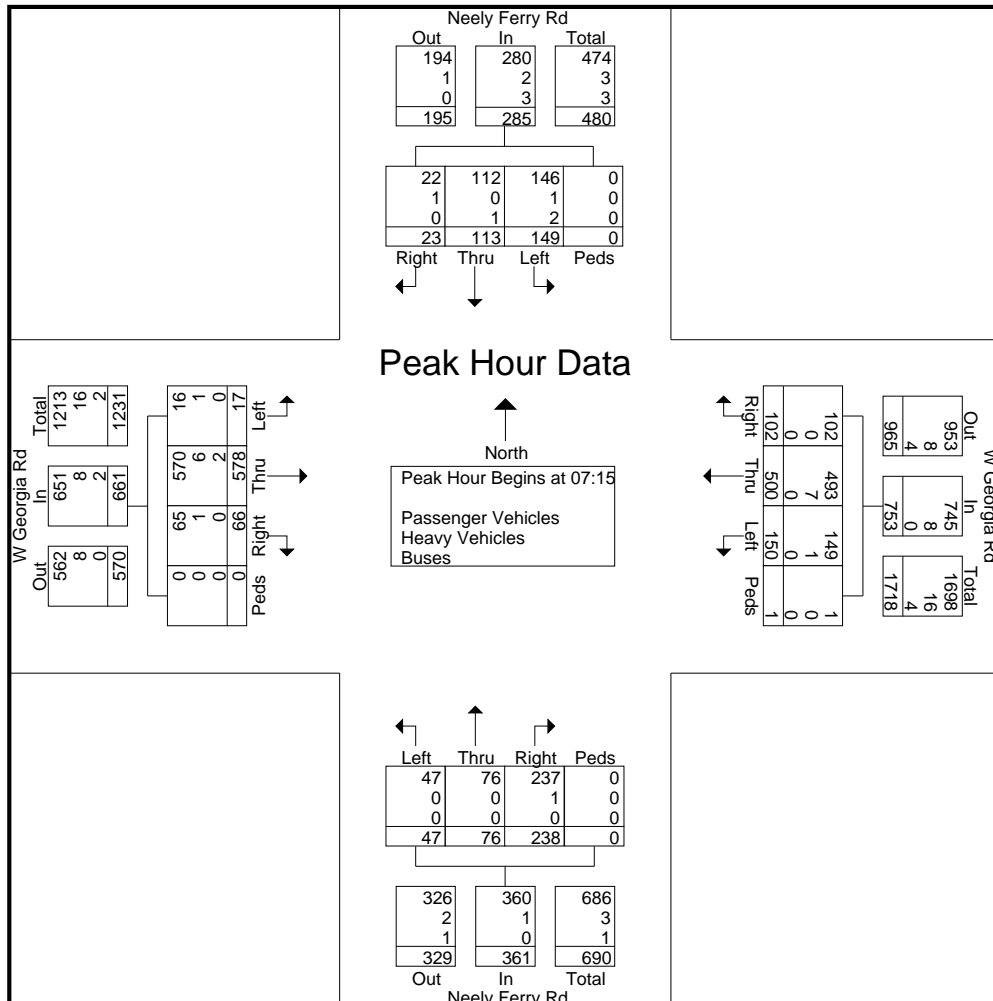 Neely Ferry Rd
Out In Total
194 280 474
1 2 3
0 3 3
195 285 480
22 112 146 0
1 0 1 0
0 1 2 0
23 113 149 0
Right Thru Left Peds
Peak Hour Data
W Georgia Rd
Total
1213 16 2 1231
In
651 8 2 661
Out
562 8 0 570
16 1 0 17
Left
570 6 2 578
Thru
65 1 0 66
Right
0 0 0 0
Peds
North
Peak Hour Begins at 07:15
Passenger Vehicles
Heavy Vehicles
Buses
Right
102 0 0 102
Thru
493 7 0 500
Left
149 1 0 150
Peds
1 0 0 1
W Georgia Rd
Out
953 8 4 965
In
745 8 0 753
Total
1698 16 4 1718
Left Thru Right Peds
47 76 237 0
0 0 1 0
0 0 0 0
47 76 238 0
326 360 686
2 1 3
1 0 1
329 361 690
Out In Total
Neely Ferry Rd